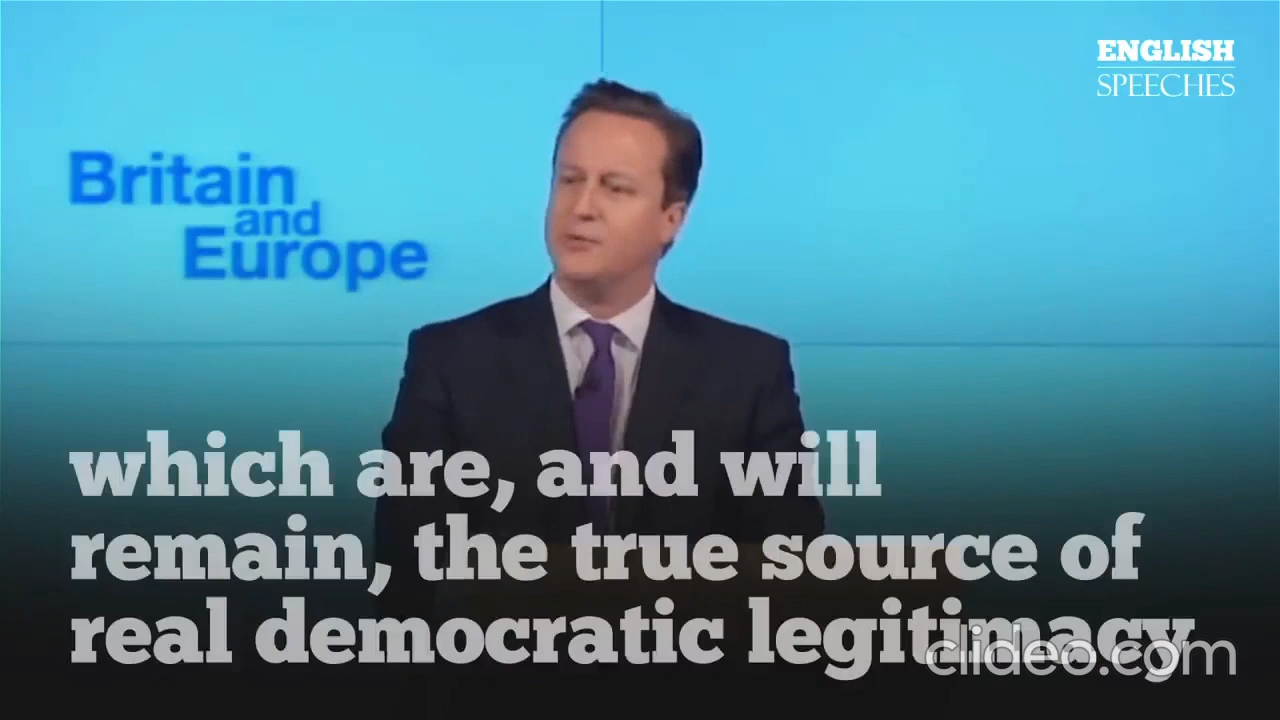 ENGLISH
SPEECHES
Britain
and
Europe
which are, and will
remain, the true source of
real democratic legitimacy
clideo.com